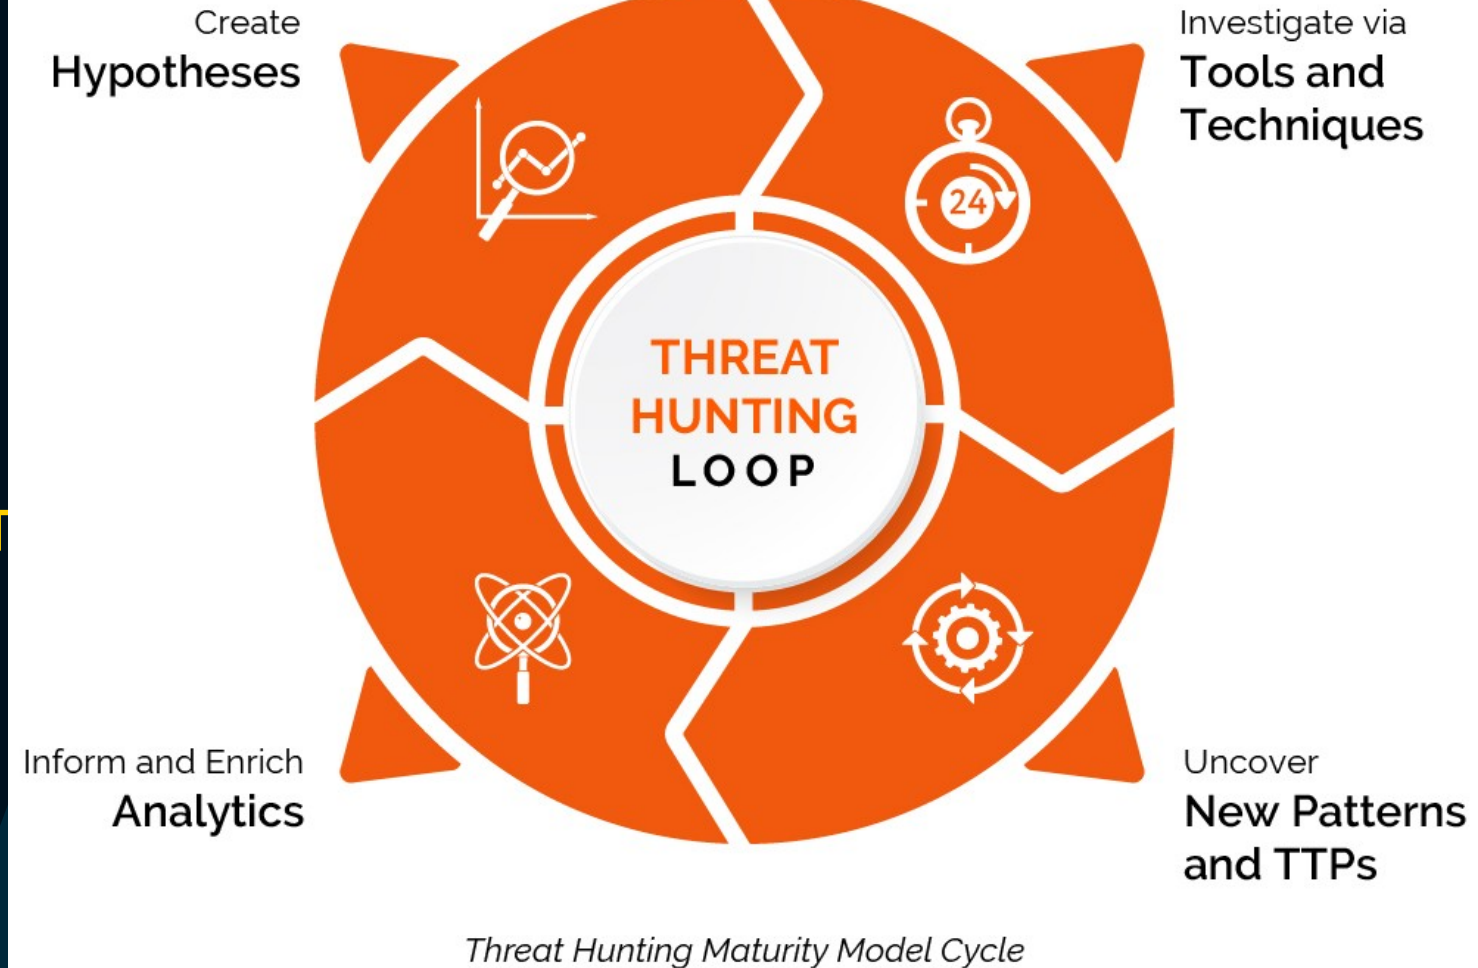 Create
Hypotheses
Investigate via
Tools and
Techniques
24
THREAT
HUNTING
LOOP
Inform and Enrich
Analytics
Uncover
New Patterns
and TTPs
Threat Hunting Maturity Model Cycle